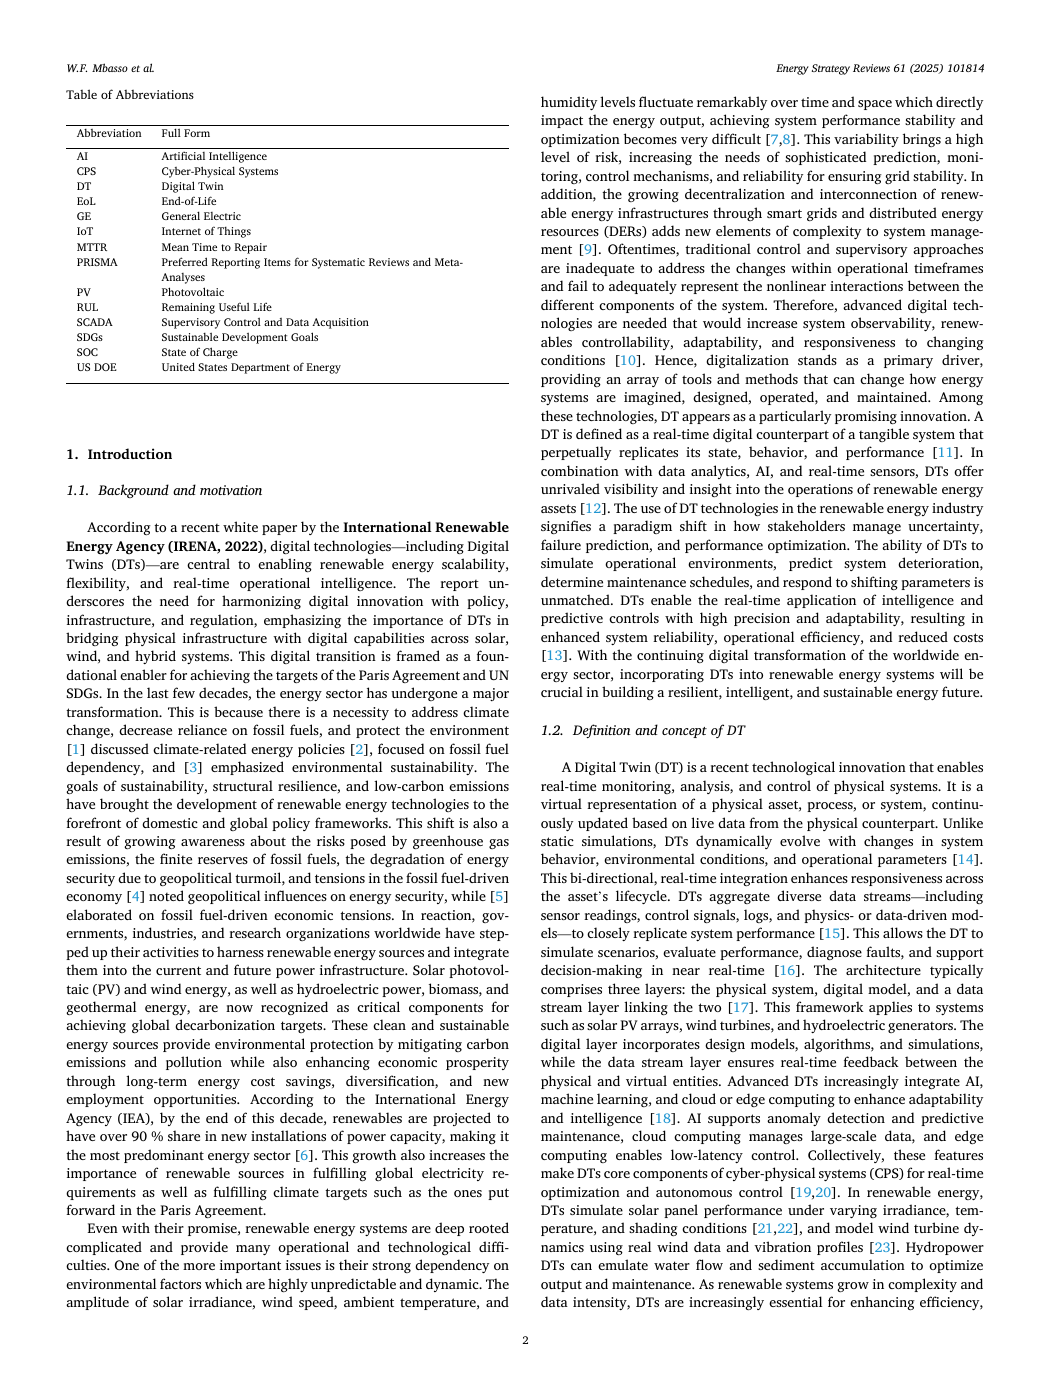 W.F. Mbasso et al.
Energy Strategy Reviews 61 (2025) 101814
Table of Abbreviations
Abbreviation Full Form
AI Artificial Intelligence
CPS Cyber-Physical Systems
DT Digital Twin
EoL End-of-Life
GE General Electric
IoT Internet of Things
MTTR Mean Time to Repair
PRISMA Preferred Reporting Items for Systematic Reviews and Meta-
Analyses
PV Photovoltaic
RUL Remaining Useful Life
SCADA Supervisory Control and Data Acquisition
SDGs Sustainable Development Goals
SOC State of Charge
US DOE United States Department of Energy
1. Introduction
1.1. Background and motivation
According to a recent white paper by the International Renewable
Energy Agency (IRENA, 2022), digital technologies—including Digital
Twins (DTs)—are central to enabling renewable energy scalability,
flexibility, and real-time operational intelligence. The report un-
derscores the need for harmonizing digital innovation with policy,
infrastructure, and regulation, emphasizing the importance of DTs in
bridging physical infrastructure with digital capabilities across solar,
wind, and hybrid systems. This digital transition is framed as a foun-
dational enabler for achieving the targets of the Paris Agreement and UN
SDGs. In the last few decades, the energy sector has undergone a major
transformation. This is because there is a necessity to address climate
change, decrease reliance on fossil fuels, and protect the environment
[1] discussed climate-related energy policies [2], focused on fossil fuel
dependency, and [3] emphasized environmental sustainability. The
goals of sustainability, structural resilience, and low-carbon emissions
have brought the development of renewable energy technologies to the
forefront of domestic and global policy frameworks. This shift is also a
result of growing awareness about the risks posed by greenhouse gas
emissions, the finite reserves of fossil fuels, the degradation of energy
security due to geopolitical turmoil, and tensions in the fossil fuel-driven
economy [4] noted geopolitical influences on energy security, while [5]
elaborated on fossil fuel-driven economic tensions. In reaction, gov-
ernments, industries, and research organizations worldwide have step-
ped up their activities to harness renewable energy sources and integrate
them into the current and future power infrastructure. Solar photovol-
taic (PV) and wind energy, as well as hydroelectric power, biomass, and
geothermal energy, are now recognized as critical components for
achieving global decarbonization targets. These clean and sustainable
energy sources provide environmental protection by mitigating carbon
emissions and pollution while also enhancing economic prosperity
through long-term energy cost savings, diversification, and new
employment opportunities. According to the International Energy
Agency (IEA), by the end of this decade, renewables are projected to
have over 90 % share in new installations of power capacity, making it
the most predominant energy sector [6]. This growth also increases the
importance of renewable sources in fulfilling global electricity re-
quirements as well as fulfilling climate targets such as the ones put
forward in the Paris Agreement.
Even with their promise, renewable energy systems are deep rooted
complicated and provide many operational and technological diffi-
culties. One of the more important issues is their strong dependency on
environmental factors which are highly unpredictable and dynamic. The
amplitude of solar irradiance, wind speed, ambient temperature, and
humidity levels fluctuate remarkably over time and space which directly
impact the energy output, achieving system performance stability and
optimization becomes very difficult [7,8]. This variability brings a high
level of risk, increasing the needs of sophisticated prediction, moni-
toring, control mechanisms, and reliability for ensuring grid stability. In
addition, the growing decentralization and interconnection of renew-
able energy infrastructures through smart grids and distributed energy
resources (DERs) adds new elements of complexity to system manage-
ment [9]. Oftentimes, traditional control and supervisory approaches
are inadequate to address the changes within operational timeframes
and fail to adequately represent the nonlinear interactions between the
different components of the system. Therefore, advanced digital tech-
nologies are needed that would increase system observability, renew-
ables controllability, adaptability, and responsiveness to changing
conditions [10]. Hence, digitalization stands as a primary driver,
providing an array of tools and methods that can change how energy
systems are imagined, designed, operated, and maintained. Among
these technologies, DT appears as a particularly promising innovation. A
DT is defined as a real-time digital counterpart of a tangible system that
perpetually replicates its state, behavior, and performance [11]. In
combination with data analytics, AI, and real-time sensors, DTs offer
unrivaled visibility and insight into the operations of renewable energy
assets [12]. The use of DT technologies in the renewable energy industry
signifies a paradigm shift in how stakeholders manage uncertainty,
failure prediction, and performance optimization. The ability of DTs to
simulate operational environments, predict system deterioration,
determine maintenance schedules, and respond to shifting parameters is
unmatched. DTs enable the real-time application of intelligence and
predictive controls with high precision and adaptability, resulting in
enhanced system reliability, operational efficiency, and reduced costs
[13]. With the continuing digital transformation of the worldwide en-
ergy sector, incorporating DTs into renewable energy systems will be
crucial in building a resilient, intelligent, and sustainable energy future.
1.2. Definition and concept of DT
A Digital Twin (DT) is a recent technological innovation that enables
real-time monitoring, analysis, and control of physical systems. It is a
virtual representation of a physical asset, process, or system, continu-
ously updated based on live data from the physical counterpart. Unlike
static simulations, DTs dynamically evolve with changes in system
behavior, environmental conditions, and operational parameters [14].
This bi-directional, real-time integration enhances responsiveness across
the asset's lifecycle. DTs aggregate diverse data streams—including
sensor readings, control signals, logs, and physics- or data-driven mod-
els—to closely replicate system performance [15]. This allows the DT to
simulate scenarios, evaluate performance, diagnose faults, and support
decision-making in near real-time [16]. The architecture typically
comprises three layers: the physical system, digital model, and a data
stream layer linking the two [17]. This framework applies to systems
such as solar PV arrays, wind turbines, and hydroelectric generators. The
digital layer incorporates design models, algorithms, and simulations,
while the data stream layer ensures real-time feedback between the
physical and virtual entities. Advanced DTs increasingly integrate AI,
machine learning, and cloud or edge computing to enhance adaptability
and intelligence [18]. AI supports anomaly detection and predictive
maintenance, cloud computing manages large-scale data, and edge
computing enables low-latency control. Collectively, these features
make DTs core components of cyber-physical systems (CPS) for real-time
optimization and autonomous control [19,20]. In renewable energy,
DTs simulate solar panel performance under varying irradiance, tem-
perature, and shading conditions [21,22], and model wind turbine dy-
namics using real wind data and vibration profiles [23]. Hydropower
DTs can emulate water flow and sediment accumulation to optimize
output and maintenance. As renewable systems grow in complexity and
data intensity, DTs are increasingly essential for enhancing efficiency,
2